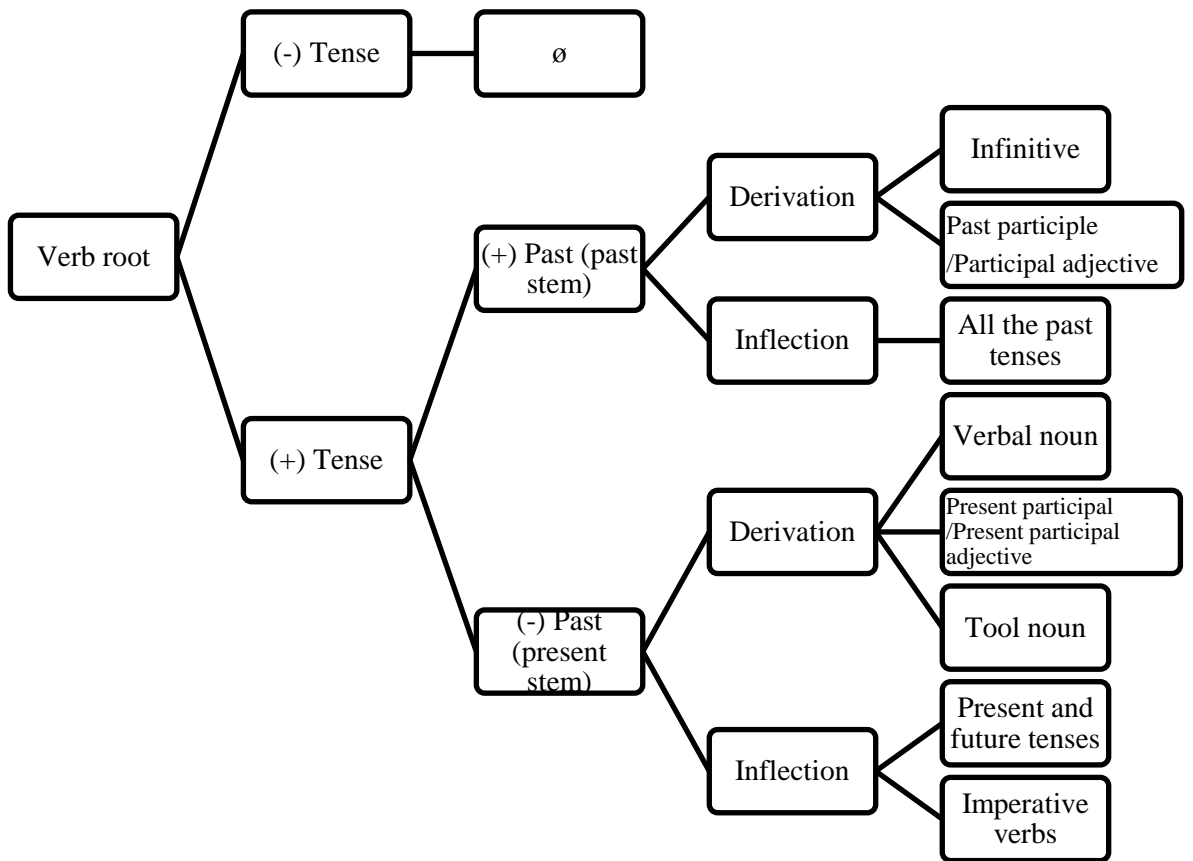 (-) Tense
ø
Infinitive
Derivation
Past participle
/Participal adjective
Verb root
(+) Past (past
stem)
All the past
tenses
Inflection
Verbal noun
(+) Tense
Present participal
/Present participal
adjective
Derivation
Tool noun
(-) Past
(present
stem)
Present and
future tenses
Inflection
Imperative
verbs